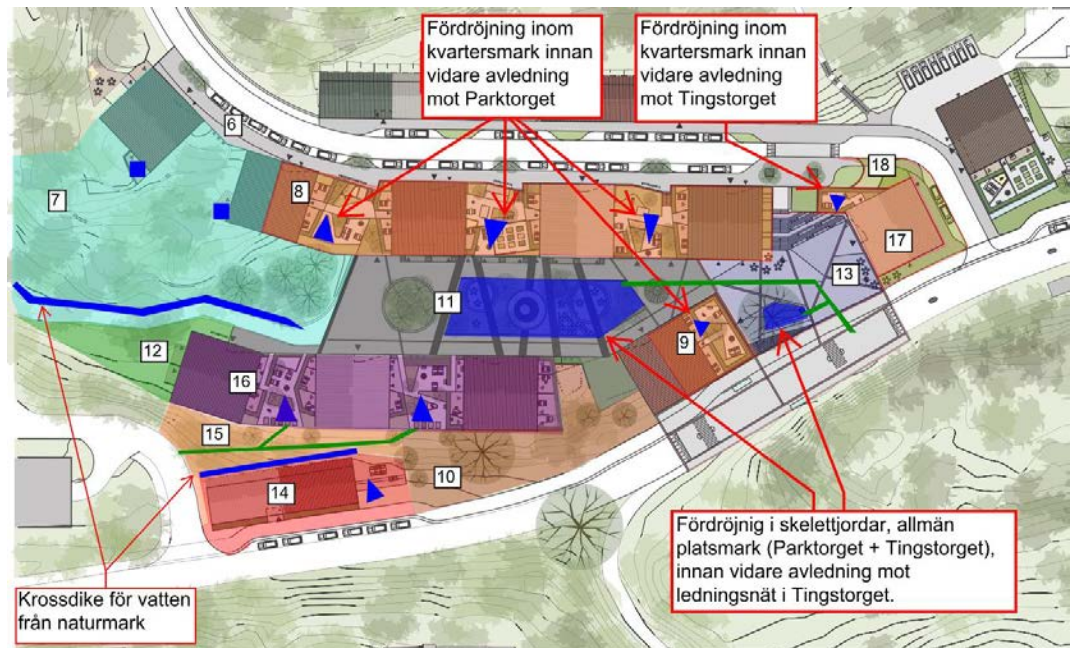 Fördröjning inom
kvartersmark innan
vidare avledning
mot Parktorget
Fördröjning inom
kvartersmark innan
vidare avledning
mot Tingstorget
6
7
8
18
17
13
11
9
12
16
15
10
14
Fördröjnig i skelettjordar, allmän
platsmark (Parktorget + Tingstorget),
innan vidare avledning mot
ledningsnät i Tingstorget.
Krossdike för vatten
från naturmark